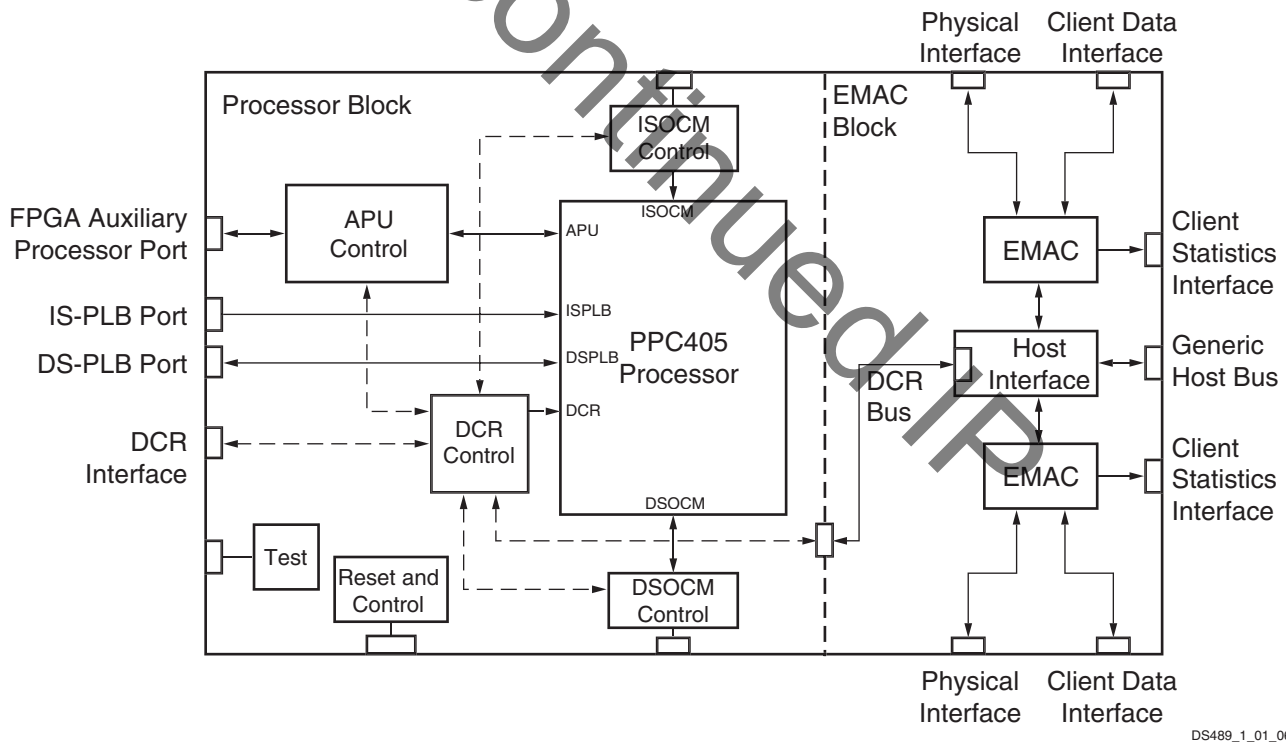 Physical
Interface
Client Data
Interface
Processor Block
EMAC
Block
ISOCM
Control
ISOCM
FPGA Auxiliary
Processor Port
APU
Control
APU
EMAC
Client
Statistics
Interface
IS-PLB Port
ISPLB
DS-PLB Port
DSPLB
PPC405
Processor
DCR
Bus
Host
Interface
Generic
Host Bus
DCR
Interface
DCR
Control
DCR
EMAC
Client
Statistics
Interface
DSOCM
Test
Reset and
Control
DSOCM
Control
Physical
Interface
Client Data
Interface
continued IP